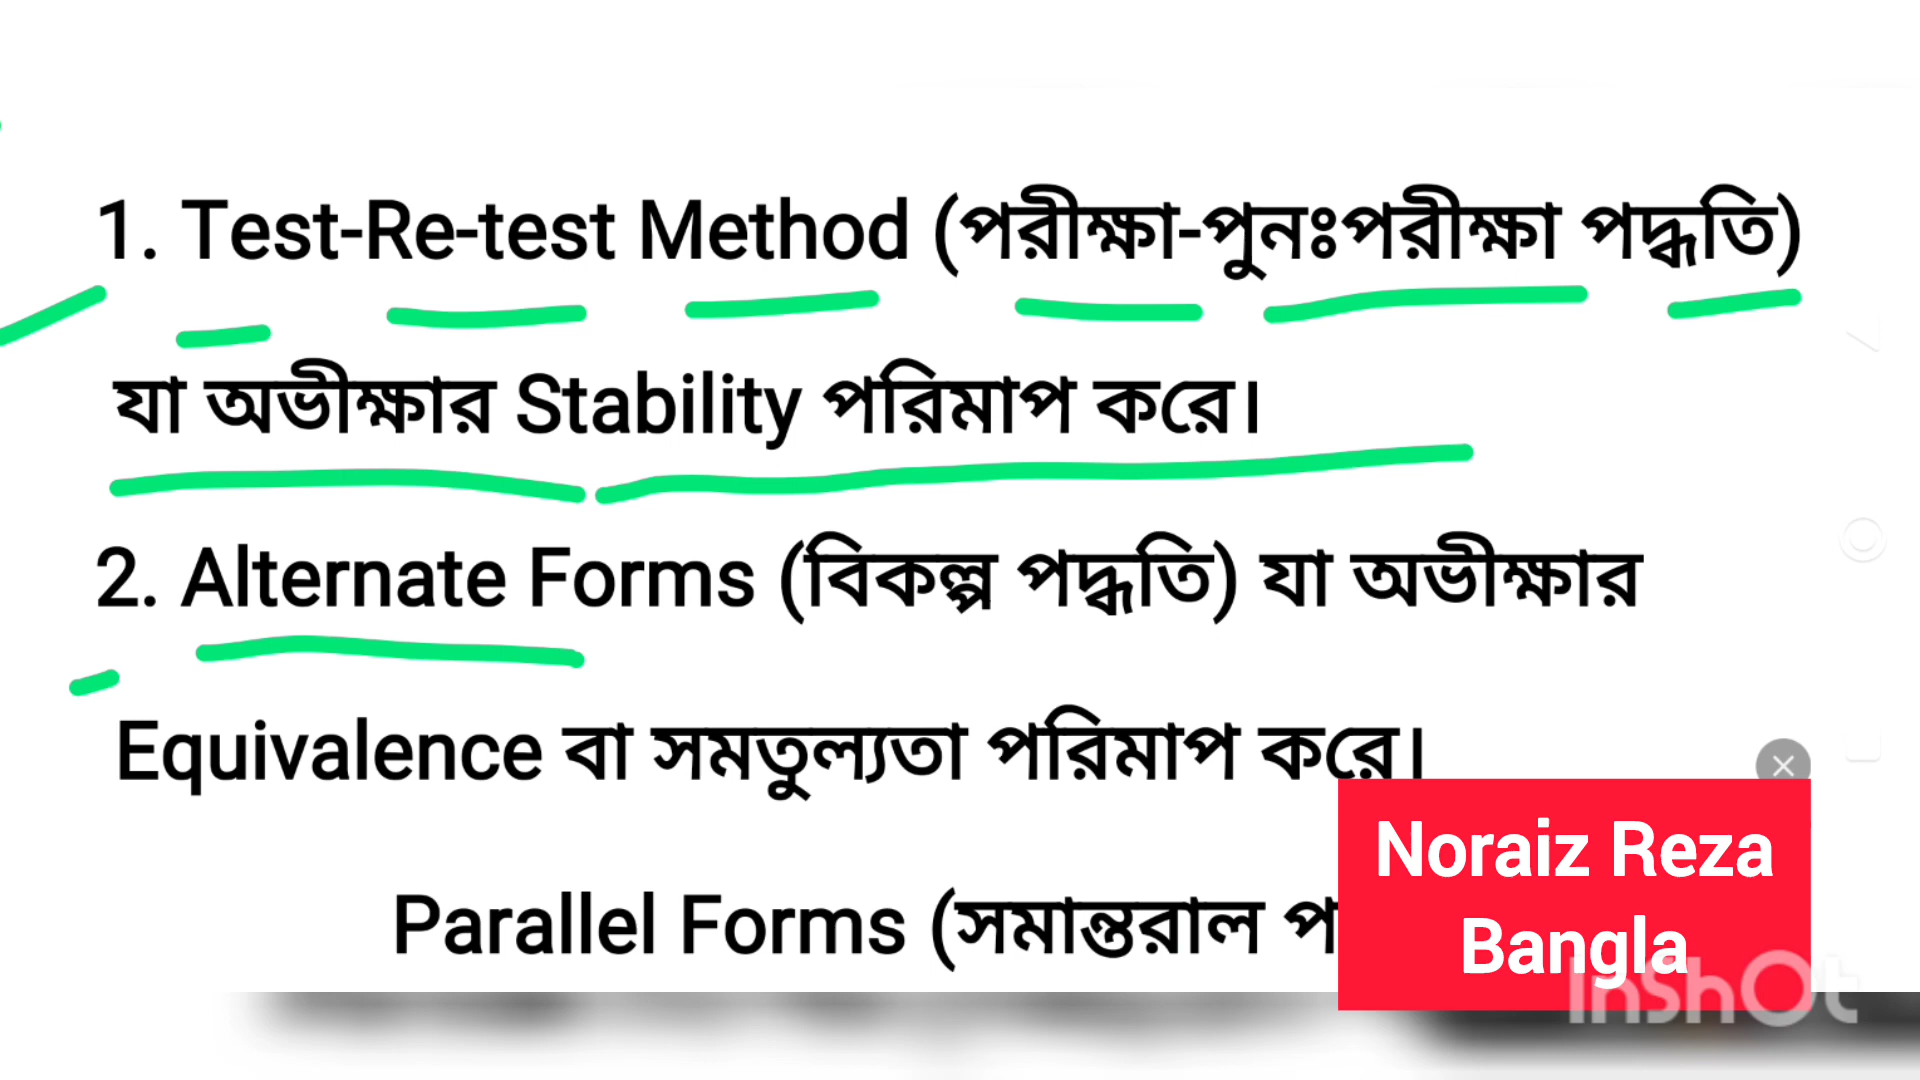 1. Test-Re-test Method (পরীক্ষা-পুনঃপরীক্ষা পদ্ধতি)
যা অভীক্ষার Stability পরিমাপ করে।
2. Alternate Forms (বিকল্প পদ্ধতি) যা অভীক্ষার
Equivalence বা সমতুল্যতা পরিমাপ করে।
Parallel Forms (সমান্তরাল
Noraiz Reza
Bangla
InShOt